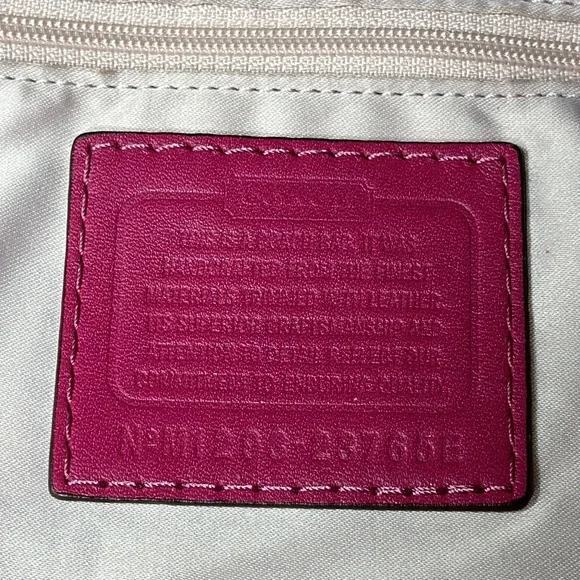 COACH
THIS IS A COACH BAG. IT WAS
HANDCRAFTED FROM THE FINEST
MATERIALS TRIMMED WITH LEATHER.
ITS SUPERIOR CRAFTSMANSHIP AND
ATTENTION TO DETAIL REFLECT OUR
COMMITMENT TO ENDURING QUALITY.